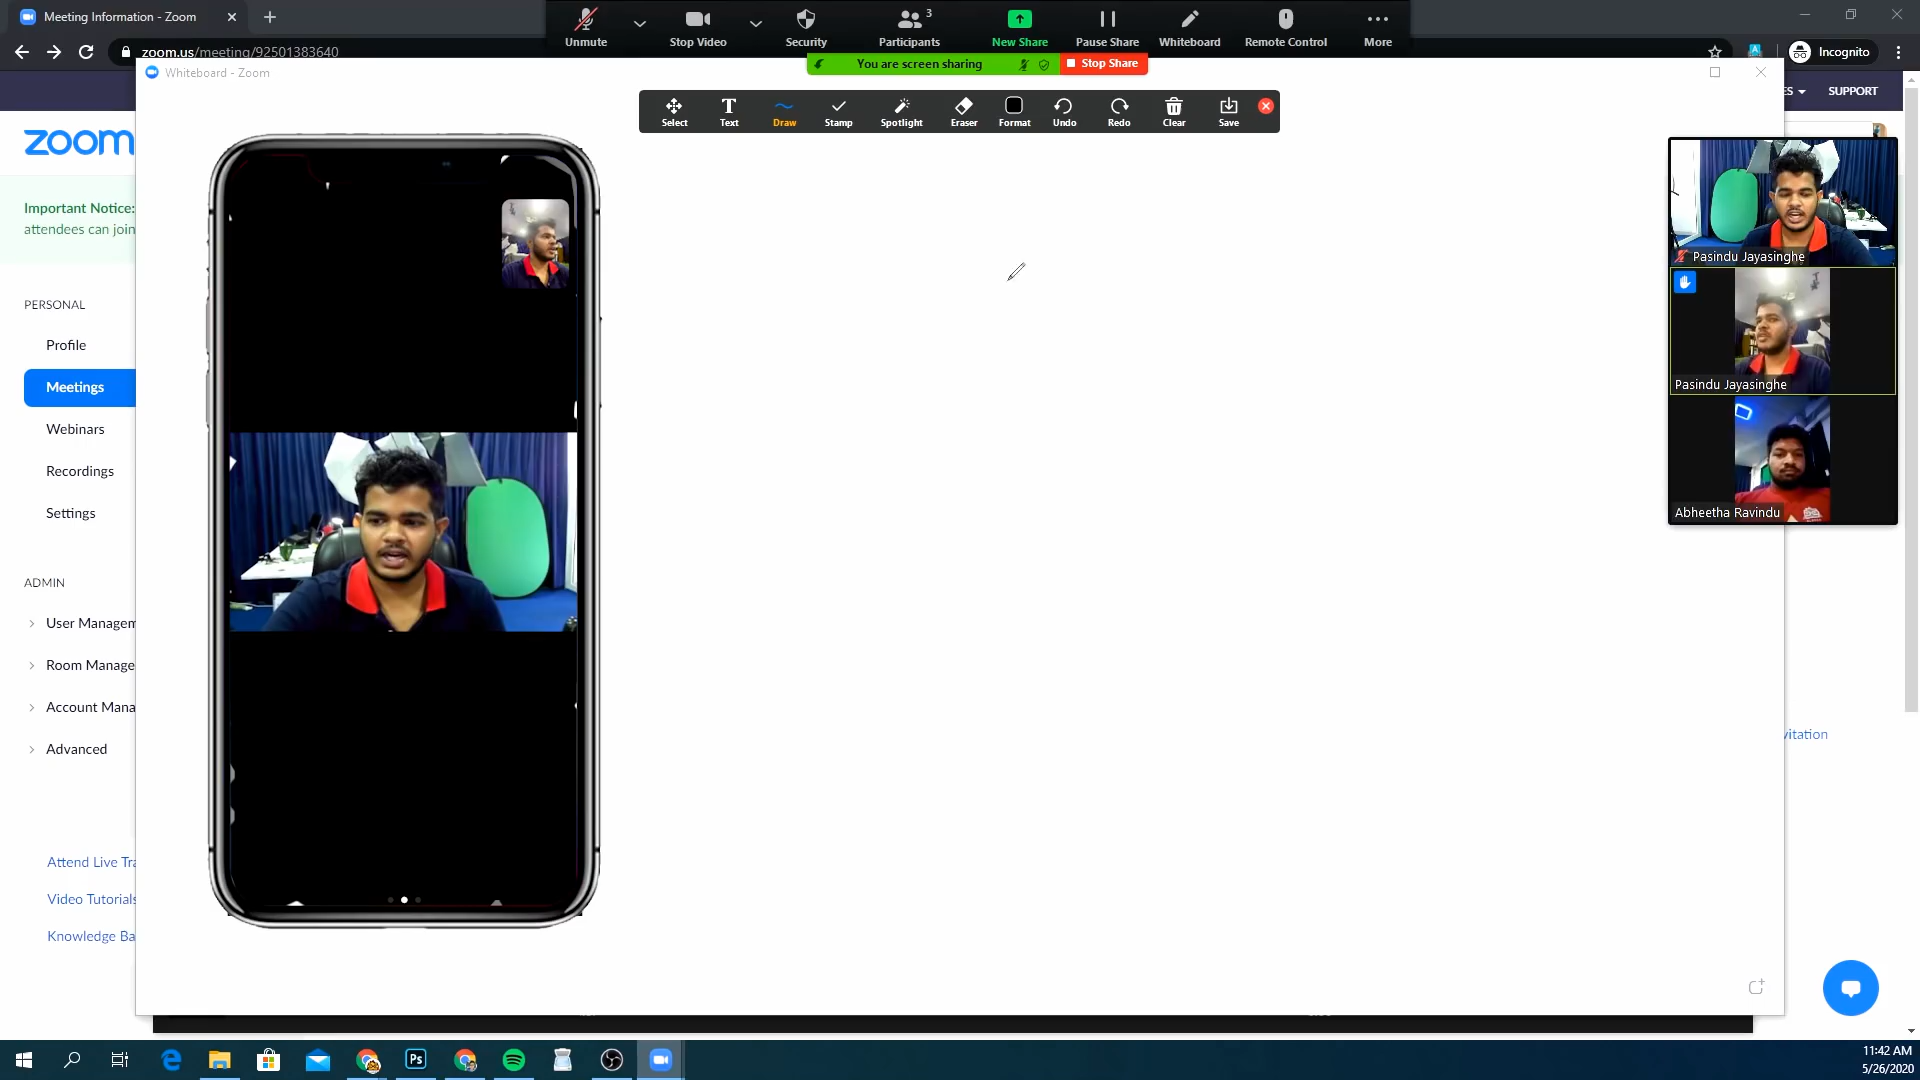 Meeting Information - Zoom
zoom.us/meeting/92501383640
Incognito
Unmute
Stop Video
Security
3
Participants
New Share
Pause Share
Whiteboard
Remote Control
More
You are screen sharing
Stop Share
Whiteboard - Zoom
ES
SUPPORT
zoom
Select
Text
Draw
Stamp
Spotlight
Eraser
Format
Undo
Redo
Clear
Save
Important Notice:
attendees can join
PERSONAL
Profile
Meetings
Webinars
Recordings
Settings
ADMIN
User Managem
Room Manage
Account Mana
Advanced
Attend Live Tra
Video Tutorials
Knowledge Ba
Pasindu Jayasinghe
Pasindu Jayasinghe
Abheetha Ravindu
vitation
Ps
11:42 AM
5/26/2020